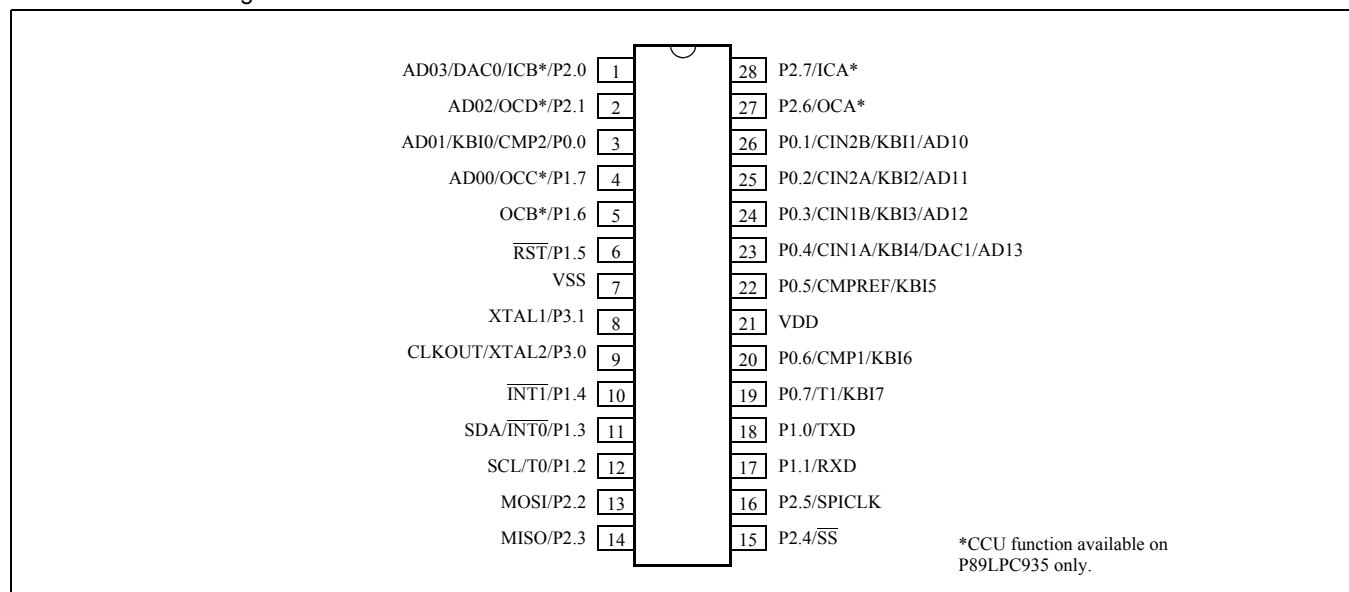 AD03/DAC0/ICB*/P2.0 1 28 P2.7/ICA*
AD02/OCD*/P2.1 2 27 P2.6/OCA*
AD01/KBI0/CMP2/P0.0 3 26 P0.1/CIN2B/KBI1/AD10
AD00/OCC*/P1.7 4 25 P0.2/CIN2A/KBI2/AD11
OCB*/P1.6 5 24 P0.3/CIN1B/KBI3/AD12
RST/P1.5 6 23 P0.4/CIN1A/KBI4/DAC1/AD13
VSS 7 22 P0.5/CMPREF/KBI5
XTAL1/P3.1 8 21 VDD
CLKOUT/XTAL2/P3.0 9 20 P0.6/CMP1/KBI6
INT1/P1.4 10 19 P0.7/T1/KBI7
SDA/INT0/P1.3 11 18 P1.0/TXD
SCL/T0/P1.2 12 17 P1.1/RXD
MOSI/P2.2 13 16 P2.5/SPICLK
MISO/P2.3 14 15 P2.4/SS
*CCU function available on
P89LPC935 only.